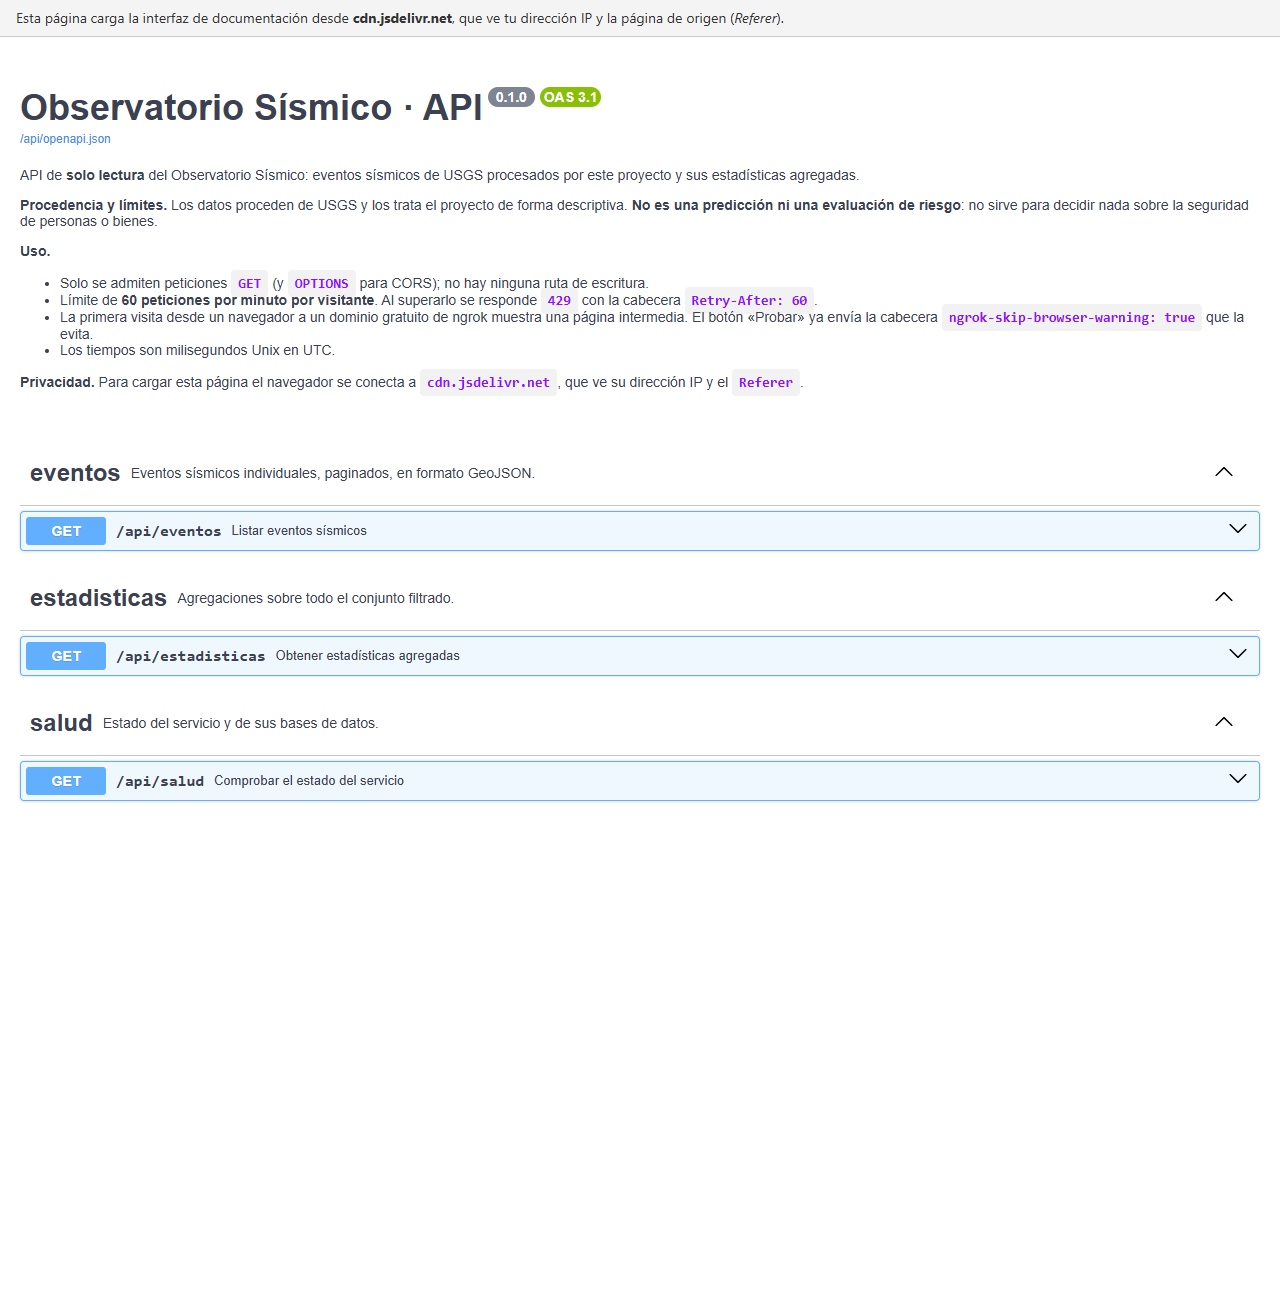 Esta página carga la interfaz de documentación desde cdn.jsdelivr.net, que ve tu dirección IP y la página de origen (Referer).
Observatorio Sísmico · API 0.1.0 OAS 3.1
/api/openapi.json
API de solo lectura del Observatorio Sísmico: eventos sísmicos de USGS procesados por este proyecto y sus estadísticas agregadas.
Procedencia y límites. Los datos proceden de USGS y los trata el proyecto de forma descriptiva. No es una predicción ni una evaluación de riesgo: no sirve para decidir nada sobre la seguridad
de personas o bienes.
Uso.
• Solo se admiten peticiones GET (y OPTIONS para CORS); no hay ninguna ruta de escritura.
• Límite de 60 peticiones por minuto por visitante. Al superarlo se responde 429 con la cabecera Retry-After: 60.
• La primera visita desde un navegador a un dominio gratuito de ngrok muestra una página intermedia. El botón «Probar» ya envía la cabecera ngrok-skip-browser-warning: true que la
evita.
• Los tiempos son milisegundos Unix en UTC.
Privacidad. Para cargar esta página el navegador se conecta a cdn.jsdelivr.net, que ve su dirección IP y el Referer.
eventos Eventos sísmicos individuales, paginados, en formato GeoJSON.
GET /api/eventos Listar eventos sísmicos
estadisticas Agregaciones sobre todo el conjunto filtrado.
GET /api/estadisticas Obtener estadísticas agregadas
salud Estado del servicio y de sus bases de datos.
GET /api/salud Comprobar el estado del servicio